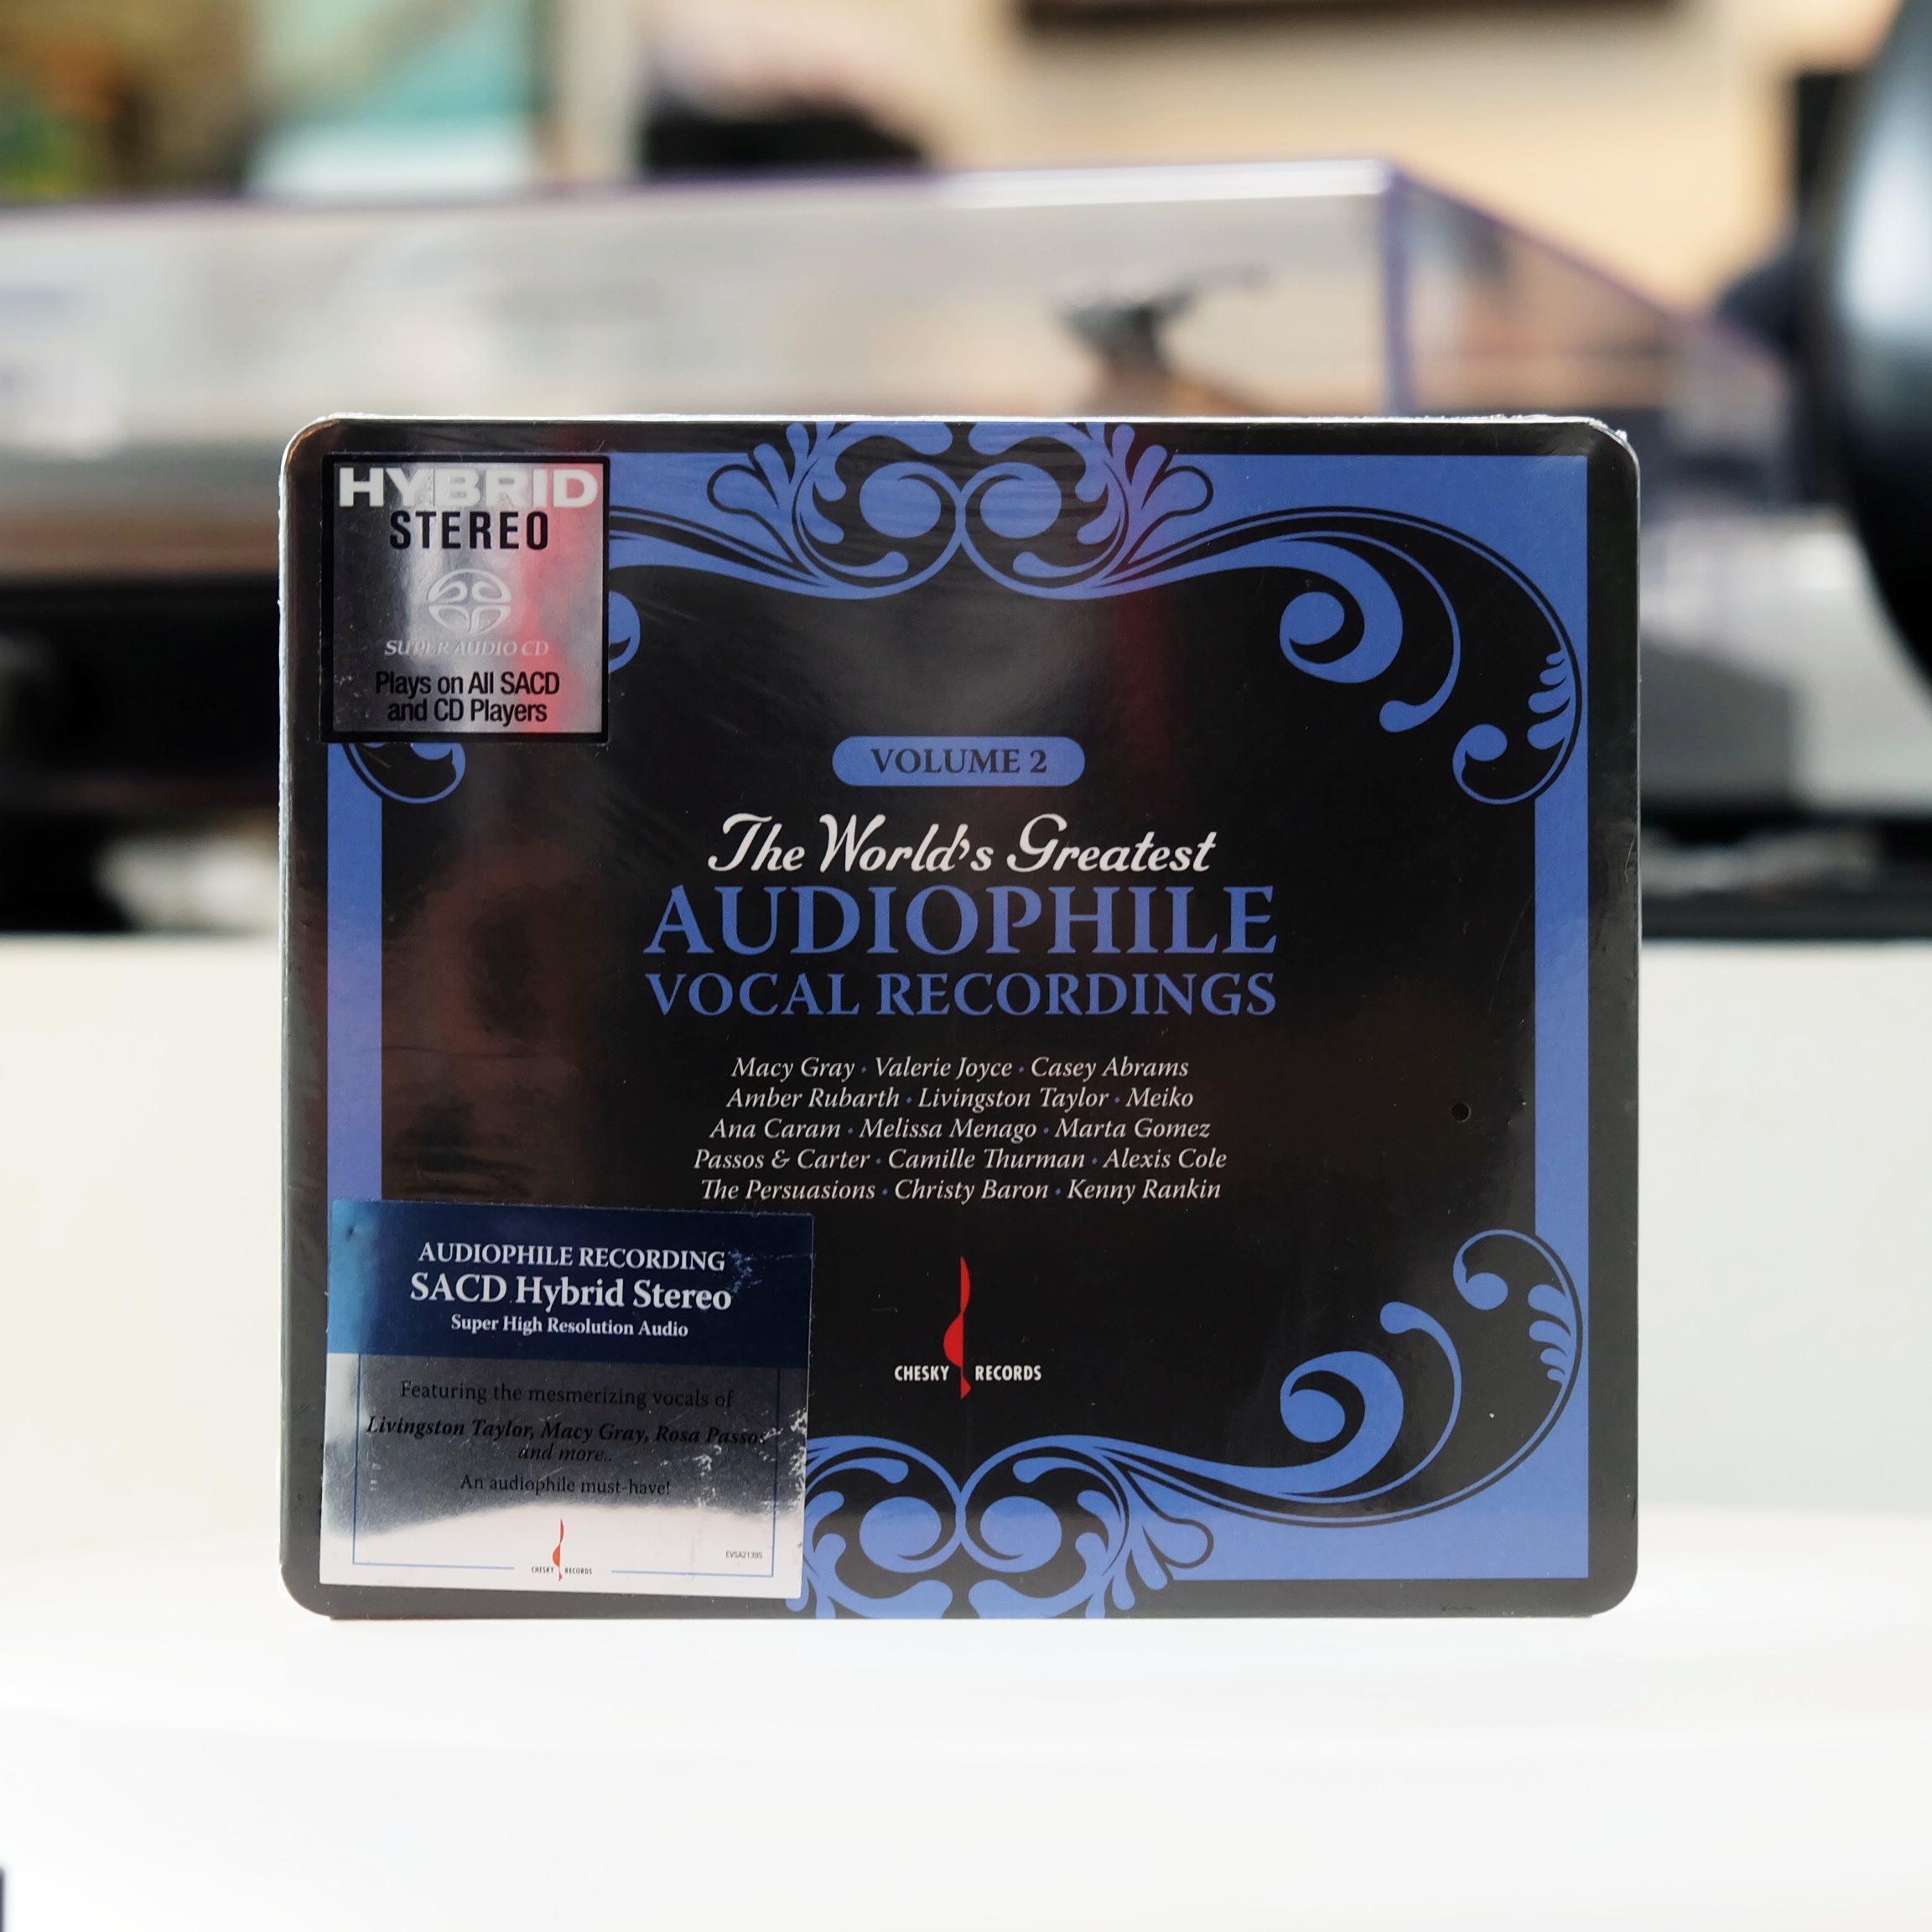 HYBRID
STEREO
SUPER AUDIO CD
Plays on All SACD
and CD Players
VOLUME 2
The World's Greatest
AUDIOPHILE
VOCAL RECORDINGS
Macy Gray · Valerie Joyce · Casey Abrams
Amber Rubarth · Livingston Taylor · Meiko
Ana Caram · Melissa Menago · Marta Gomez
Passos & Carter · Camille Thurman · Alexis Cole
The Persuasions · Christy Baron · Kenny Rankin
CHESKY RECORDS
AUDIOPHILE RECORDING
SACD Hybrid Stereo
Super High Resolution Audio
Featuring the mesmerizing vocals of
Livingston Taylor, Macy Gray, Rosa Passos
and more..
An audiophile must-have!
EVSA2139S
CHESKY RECORDS